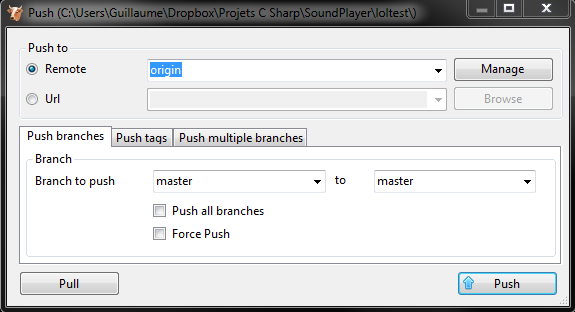 Push (C:\Users\Guillaume\Dropbox\Projets C Sharp\SoundPlayer\loltest\)
Push to
Remote origin Manage
Url Browse
Push branches Push tags Push multiple branches
Branch
Branch to push master to master
Push all branches
Force Push
Pull Push